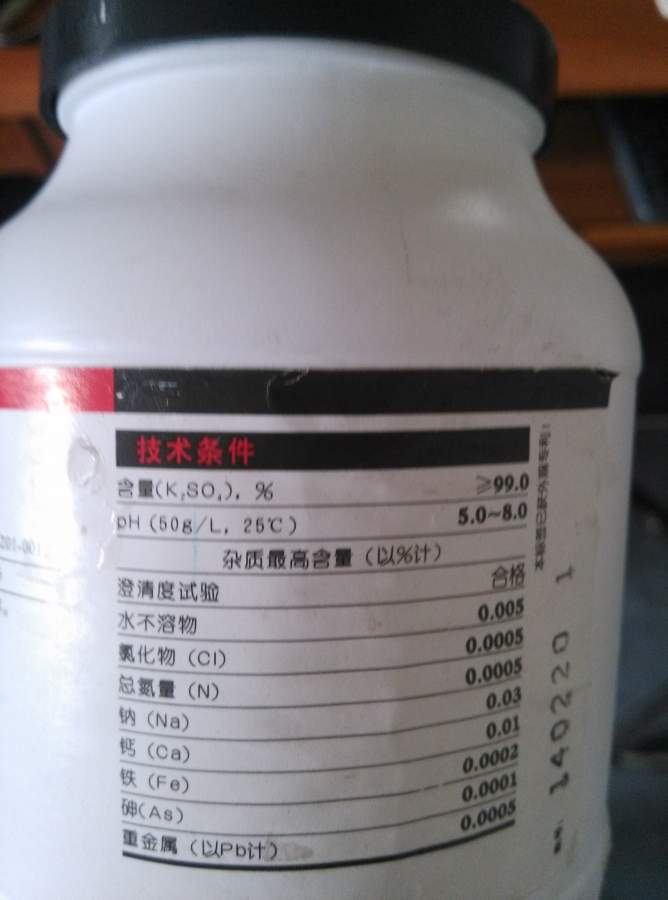 技术条件
含量(K₂SO₄), % ≥99.0
pH (50g/L, 25℃) 5.0~8.0
杂质最高含量 (以%计)
澄清度试验 合格
水不溶物 0.005
氯化物 (Cl) 0.0005
总氮量 (N) 0.0005
钠 (Na) 0.03
钙 (Ca) 0.01
铁 (Fe) 0.0002
砷(As) 0.0001
重金属 (以Pb计) 0.0005
140220 1